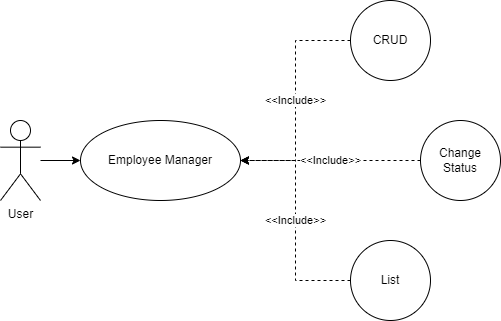 CRUD
<<Include>>
Employee Manager
<<Include>>
Change
Status
User
<<Include>>
List